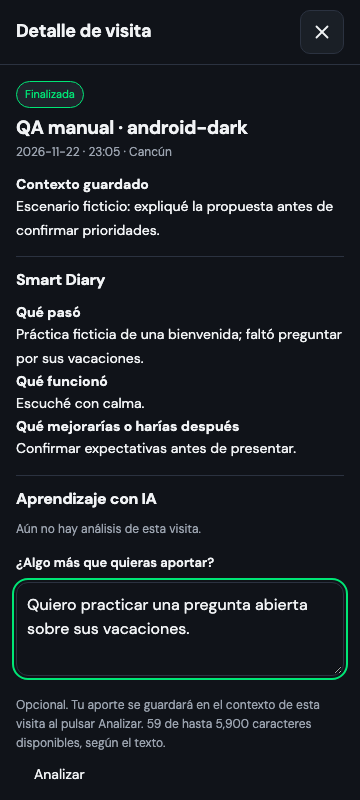 Detalle de visita
Finalizada
QA manual · android-dark
2026-11-22 · 23:05 · Cancún
Contexto guardado
Escenario ficticio: expliqué la propuesta antes de
confirmar prioridades.
Smart Diary
Qué pasó
Práctica ficticia de una bienvenida; faltó preguntar
por sus vacaciones.
Qué funcionó
Escuché con calma.
Qué mejorarías o harías después
Confirmar expectativas antes de presentar.
Aprendizaje con IA
Aún no hay análisis de esta visita.
¿Algo más que quieras aportar?
Quiero practicar una pregunta abierta
sobre sus vacaciones.
Opcional. Tu aporte se guardará en el contexto de esta
visita al pulsar Analizar. 59 de hasta 5,900 caracteres
disponibles, según el texto.
Analizar